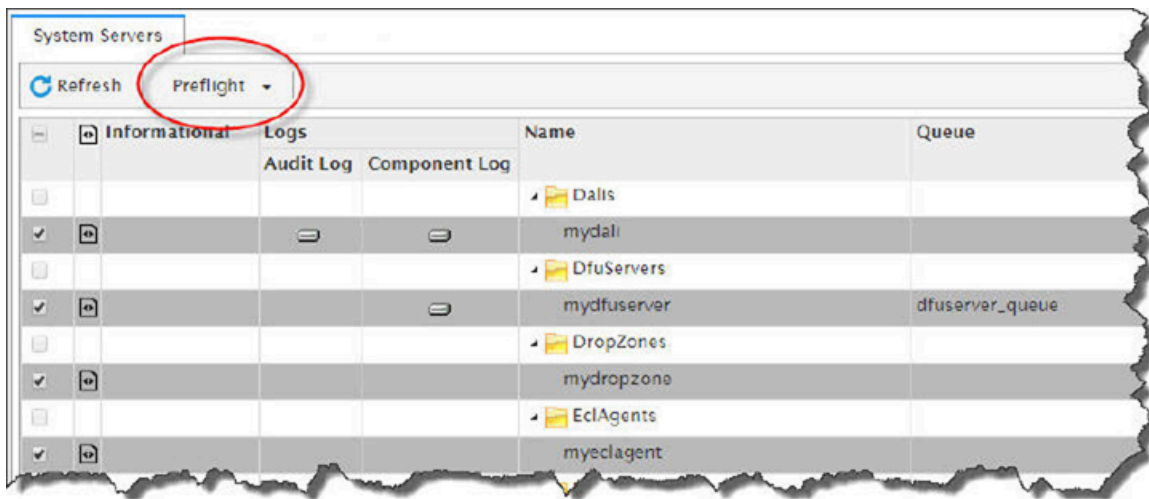 System Servers
Refresh Preflight
Informational Logs Name Queue
Audit Log Component Log
Dalis
mydali
DfuServers
mydfuserver dfuserver_queue
DropZones
mydropzone
EclAgents
myeclagent